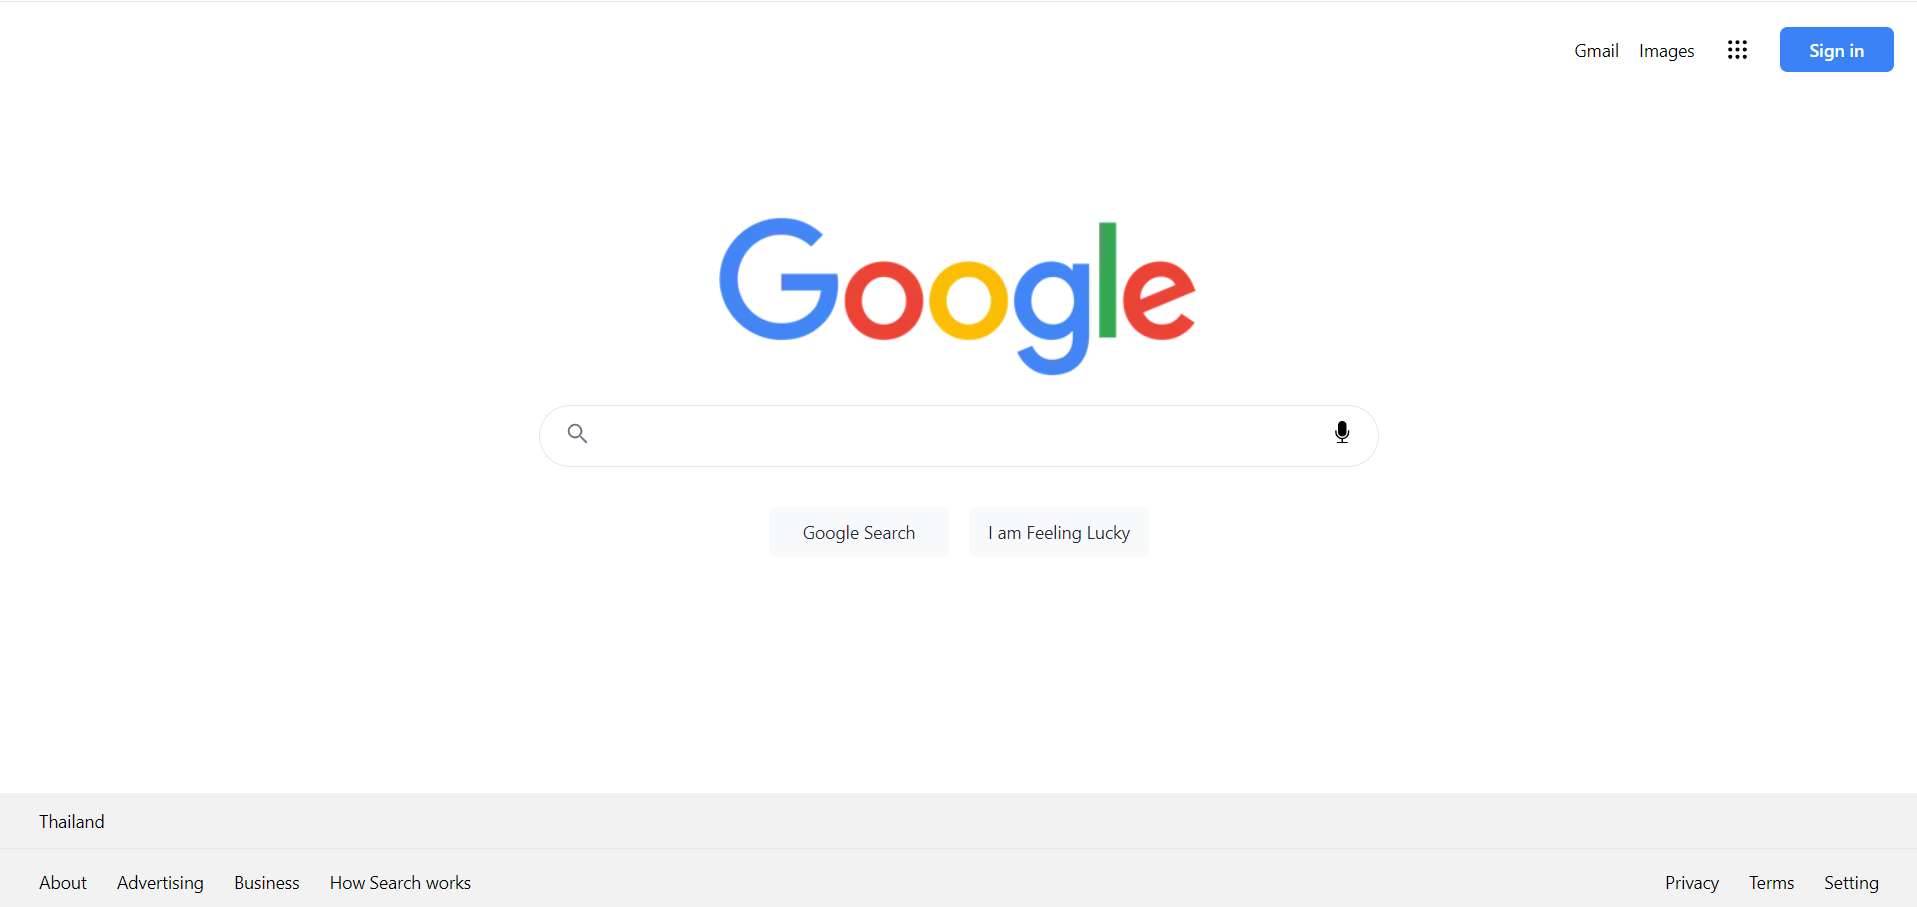 Gmail Images Sign in
Google
Google Search I am Feeling Lucky
Thailand
About Advertising Business How Search works Privacy Terms Setting